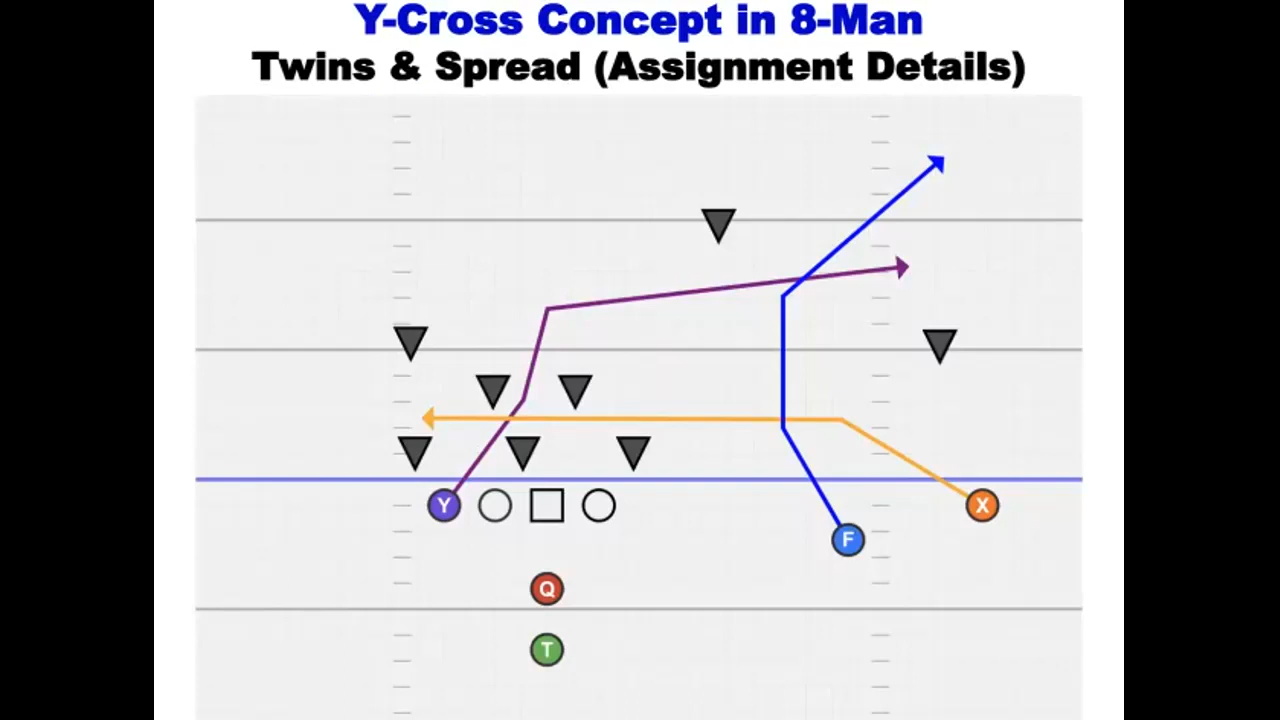 Y-Cross Concept in 8-Man
Twins & Spread (Assignment Details)
Y
X
F
Q
T